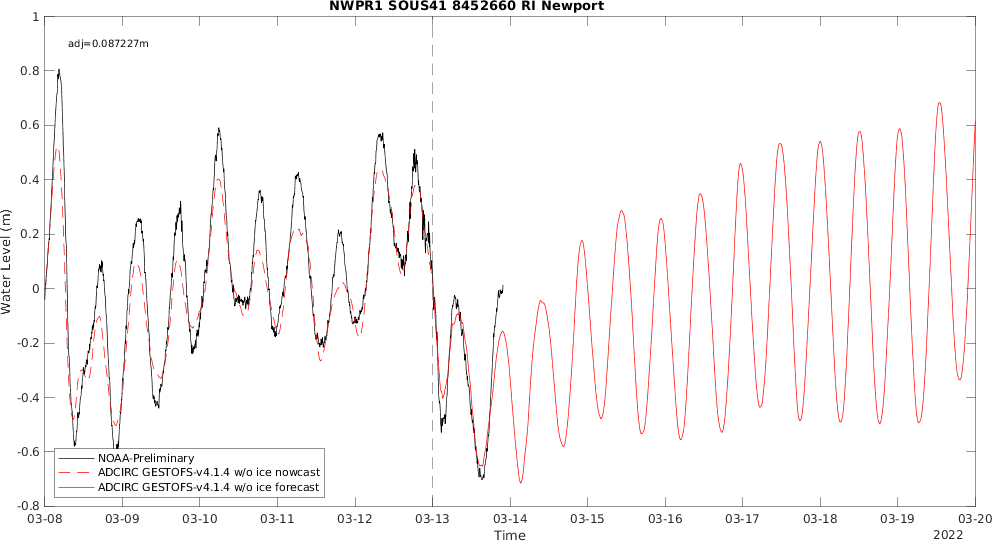 NWPR1 SOUS41 8452660 RI Newport
adj=0.087227m
1
0.8
0.6
0.4
0.2
0
-0.2
-0.4
-0.6
-0.8
Water Level (m)
NOAA-Preliminary
ADCIRC GESTOFS-v4.1.4 w/o ice nowcast
ADCIRC GESTOFS-v4.1.4 w/o ice forecast
03-08 03-09 03-10 03-11 03-12 03-13 03-14 03-15 03-16 03-17 03-18 03-19 03-20
Time
2022